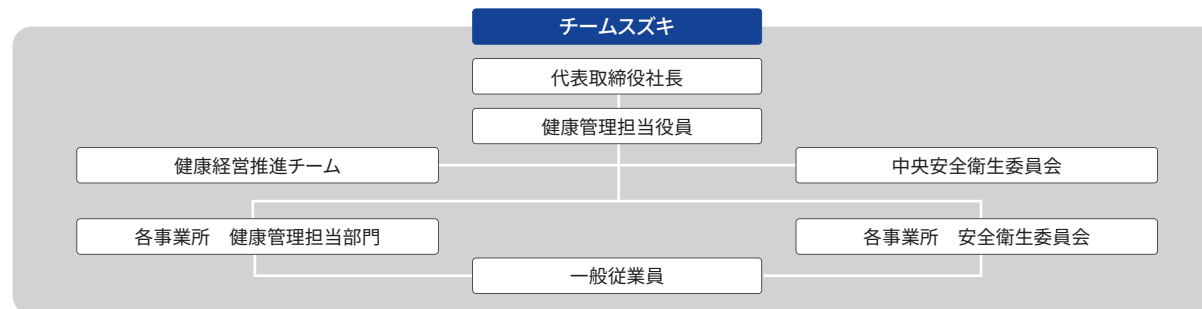 チームスズキ
代表取締役社長
健康管理担当役員
健康経営推進チーム
中央安全衛生委員会
各事業所　健康管理担当部門
各事業所　安全衛生委員会
一般従業員